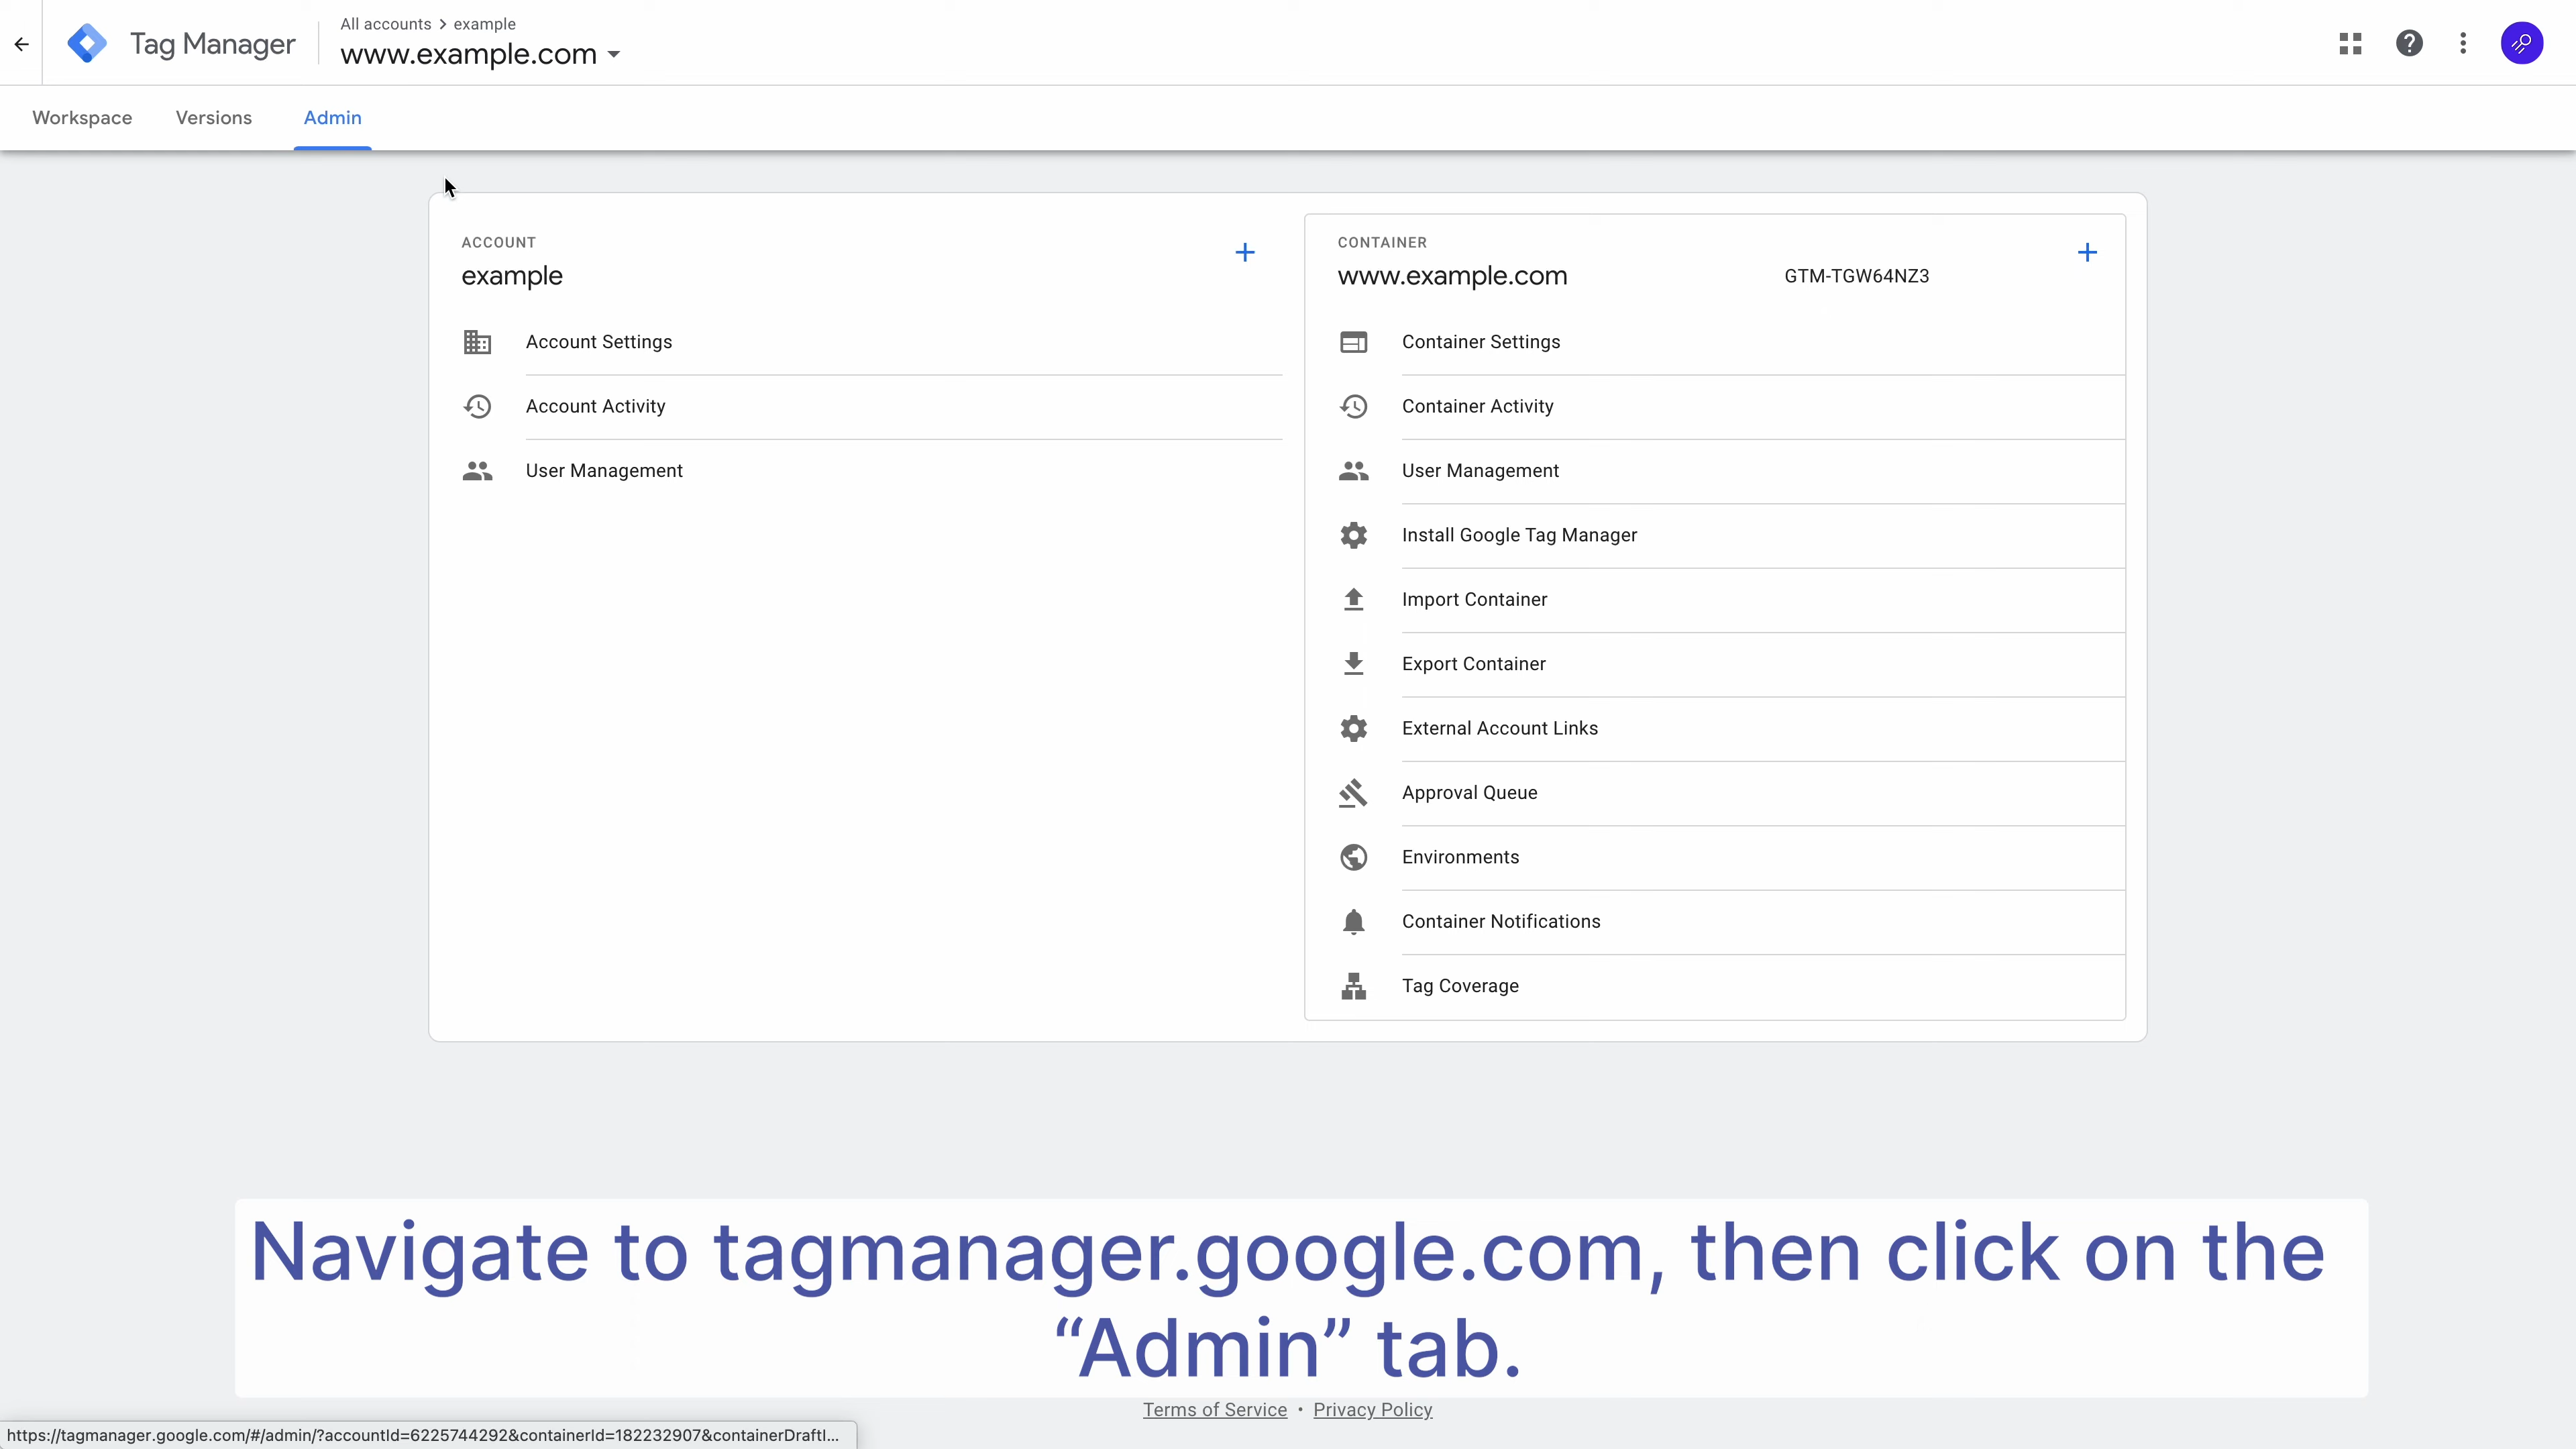 All accounts > example
Tag Manager
www.example.com
Workspace Versions Admin
ACCOUNT
example
Account Settings
Account Activity
User Management
CONTAINER
www.example.com GTM-TGW64NZ3
Container Settings
Container Activity
User Management
Install Google Tag Manager
Import Container
Export Container
External Account Links
Approval Queue
Environments
Container Notifications
Tag Coverage
Navigate to tagmanager.google.com, then click on the
“Admin” tab.
Terms of Service • Privacy Policy
https://tagmanager.google.com/#/admin/?accountId=6225744292&containerId=182232907&containerDraftI...